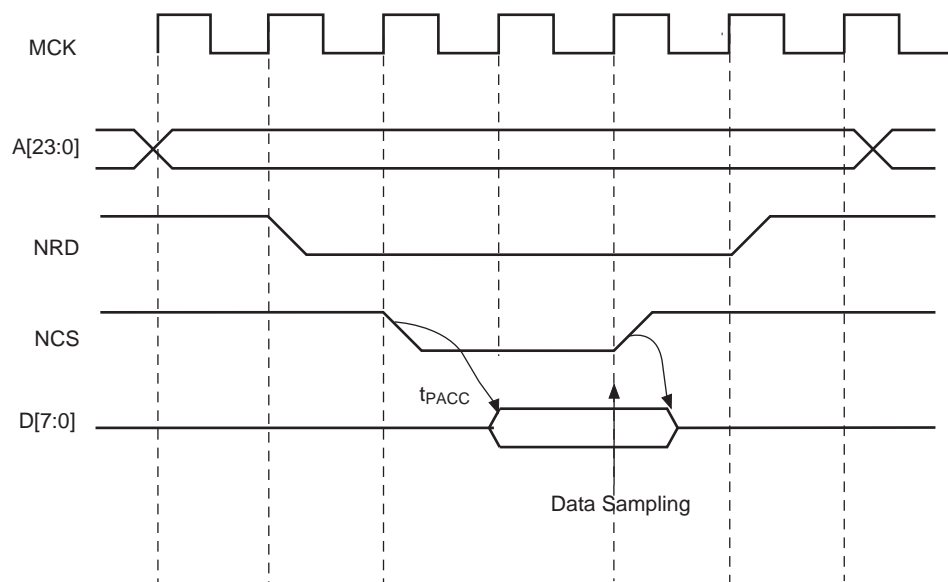 MCK
A[23:0]
NRD
NCS
tPACC
D[7:0]
Data Sampling